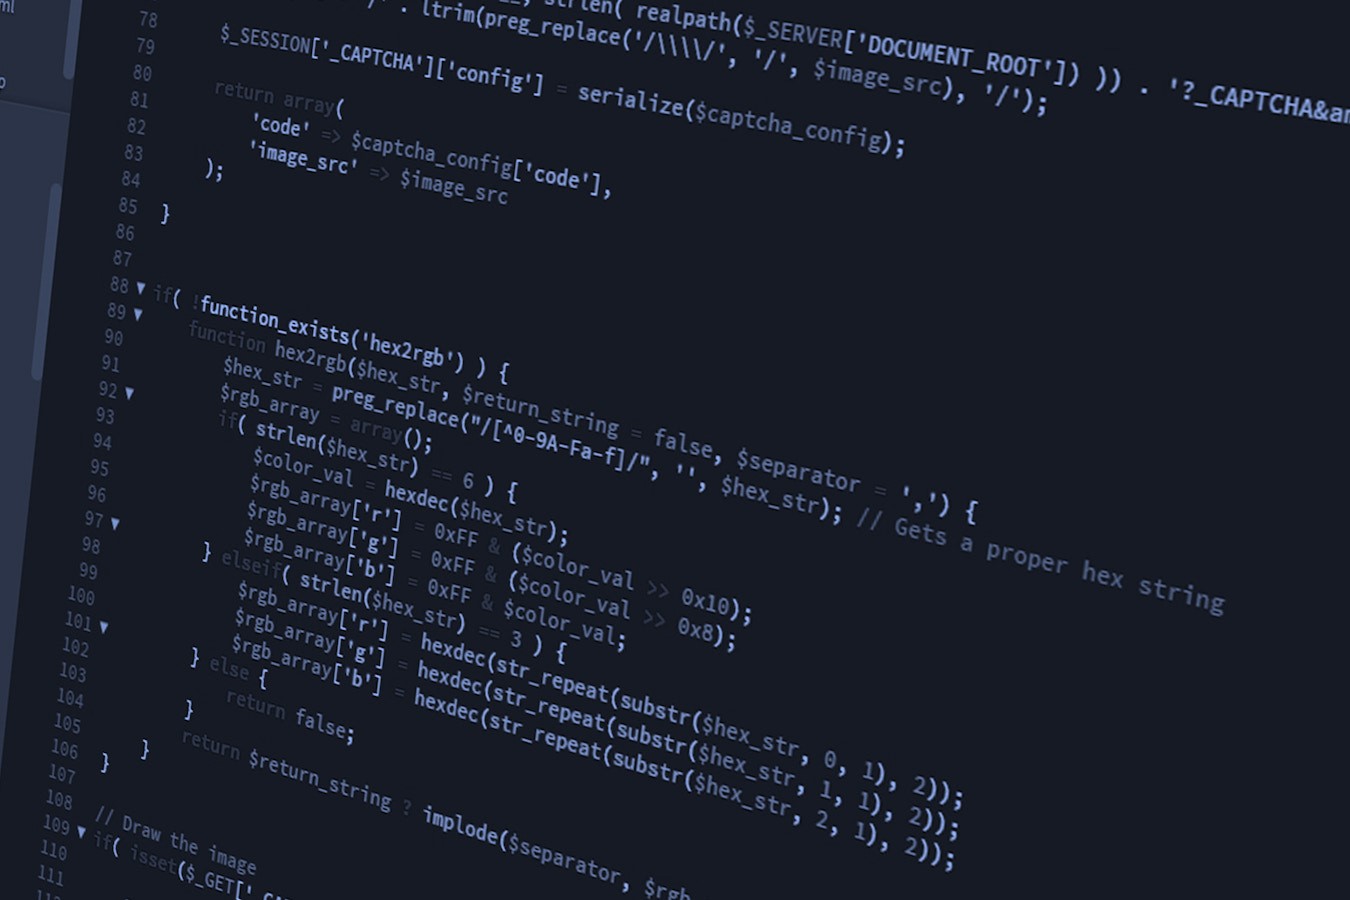 ml
p
78
79
80
81
82
83
84
85
86
87
88
89
90
91
92
93
94
95
96
97
98
99
100
101
102
103
104
105
106
107
108
109
110
111
strlen( realpath($_SERVER['DOCUMENT_ROOT']) )) . '?_CAPTCHA&am
. ltrim(preg_replace('/\\\\/', '/', $image_src), '/');
$_SESSION['_CAPTCHA']['config'] = serialize($captcha_config);
return array(
'code' => $captcha_config['code'],
'image_src' => $image_src
);
}
if( !function_exists('hex2rgb') ) {
function hex2rgb($hex_str, $return_string = false, $separator = ',') {
$hex_str = preg_replace("/[^0-9A-Fa-f]/", '', $hex_str); // Gets a proper hex string
$rgb_array = array();
if( strlen($hex_str) == 6 ) {
$color_val = hexdec($hex_str);
$rgb_array['r'] = 0xFF & ($color_val >> 0x10);
$rgb_array['g'] = 0xFF & ($color_val >> 0x8);
$rgb_array['b'] = 0xFF & $color_val;
} elseif( strlen($hex_str) == 3 ) {
$rgb_array['r'] = hexdec(str_repeat(substr($hex_str, 0, 1), 2));
$rgb_array['g'] = hexdec(str_repeat(substr($hex_str, 1, 1), 2));
$rgb_array['b'] = hexdec(str_repeat(substr($hex_str, 2, 1), 2));
} else {
return false;
}
return $return_string ? implode($separator, $rgb
}
}
// Draw the image
if( isset($_GET['_CA